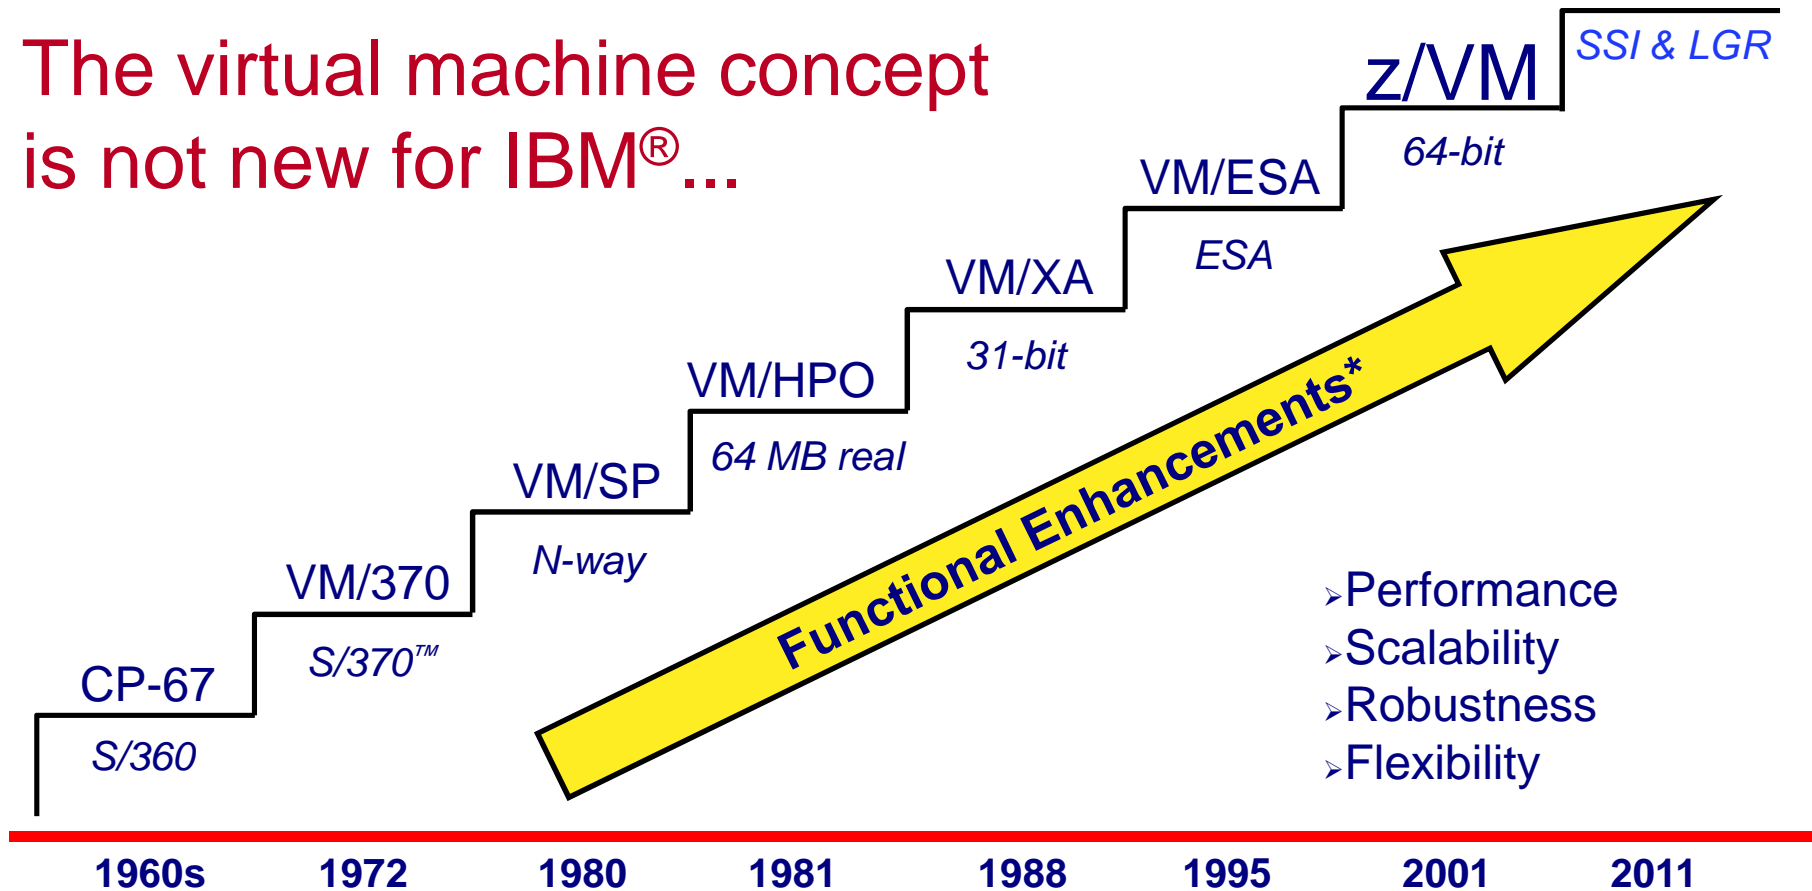 The virtual machine concept
is not new for IBM®...
SSI & LGR
z/VM
64-bit
VM/ESA
ESA
VM/XA
31-bit
VM/HPO
64 MB real
VM/SP
N-way
VM/370
S/370™
CP-67
S/360
Functional Enhancements*
➢Performance
➢Scalability
➢Robustness
➢Flexibility
1960s 1972 1980 1981 1988 1995 2001 2011